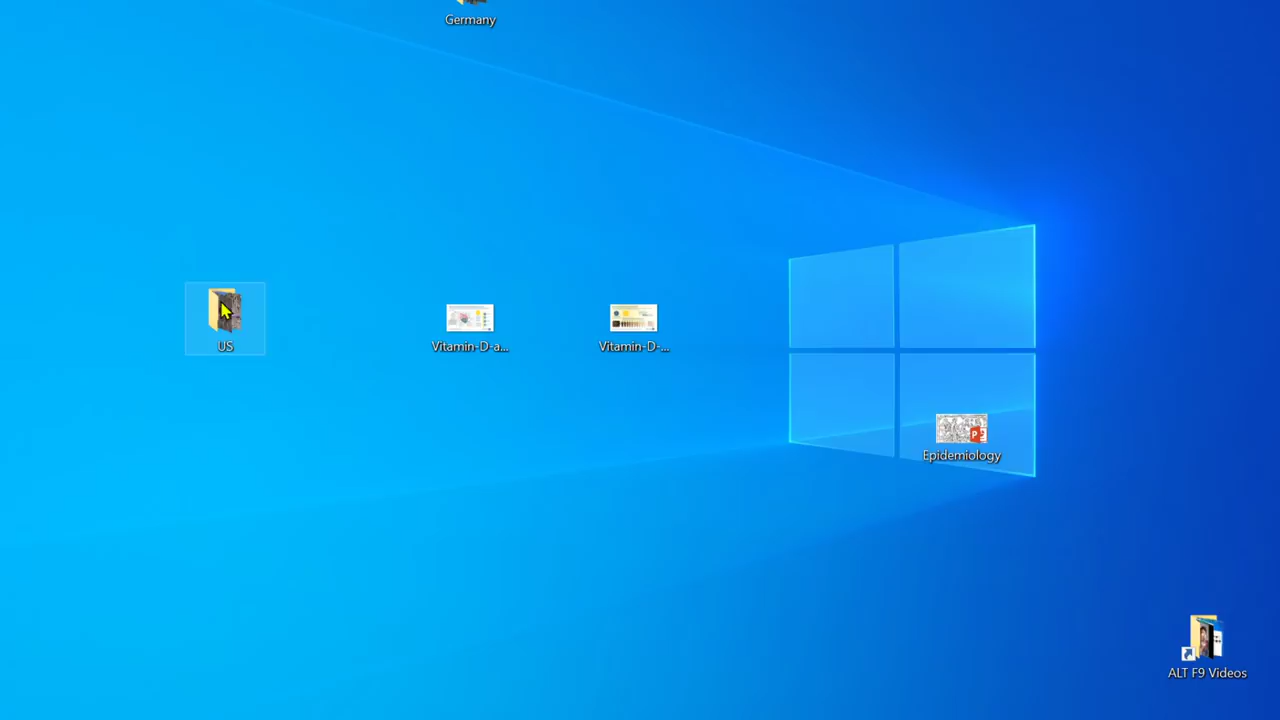 Germany
US
Vitamin-D-a...
Vitamin-D-...
Epidemiology
ALT F9 Videos